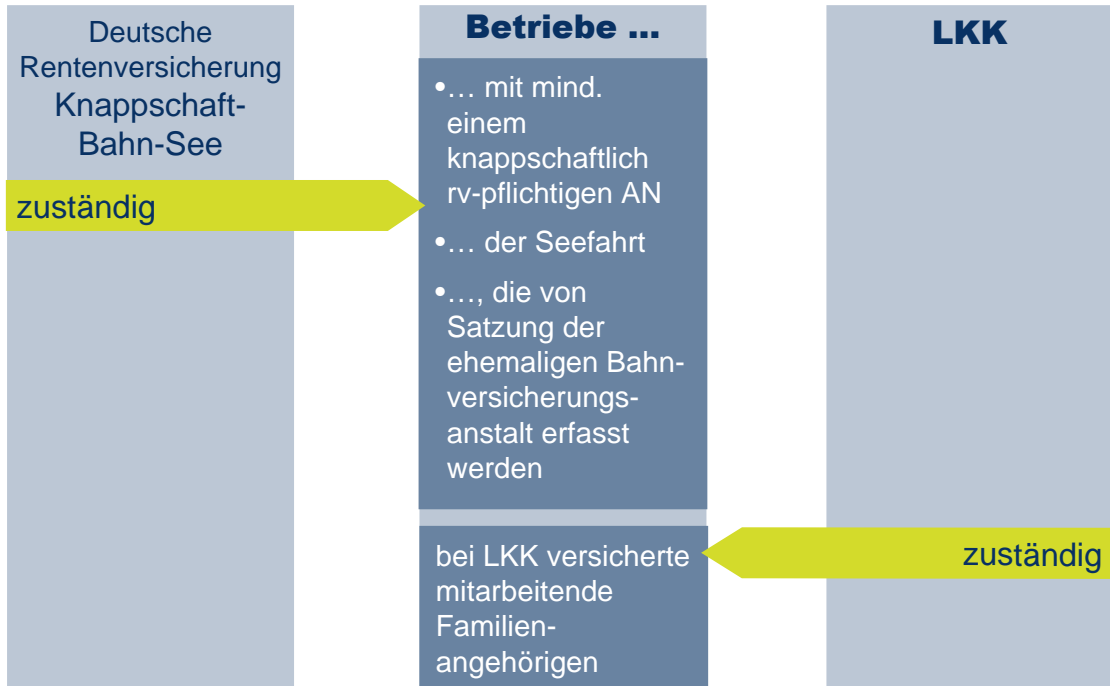 Deutsche
Rentenversicherung
Knappschaft-
Bahn-See
zuständig
Betriebe ...
•… mit mind.
einem
knappschaftlich
rv-pflichtigen AN
•… der Seefahrt
•…, die von
Satzung der
ehemaligen Bahn-
versicherungs-
anstalt erfasst
werden
bei LKK versicherte
mitarbeitende
Familien-
angehörigen
LKK
zuständig